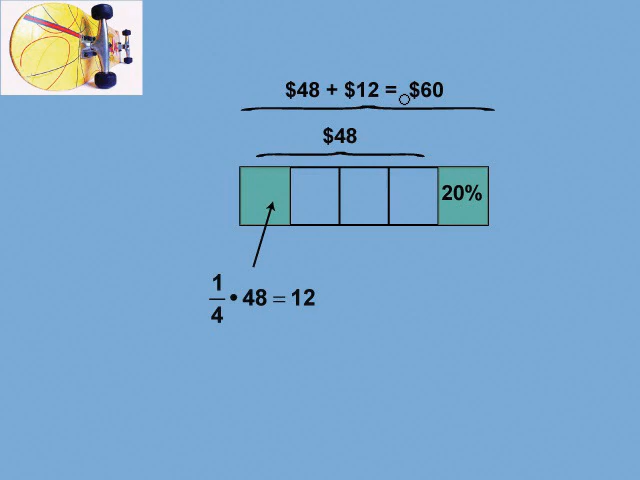 $48 + $12 = $60
$48
20%
1/4 • 48 = 12